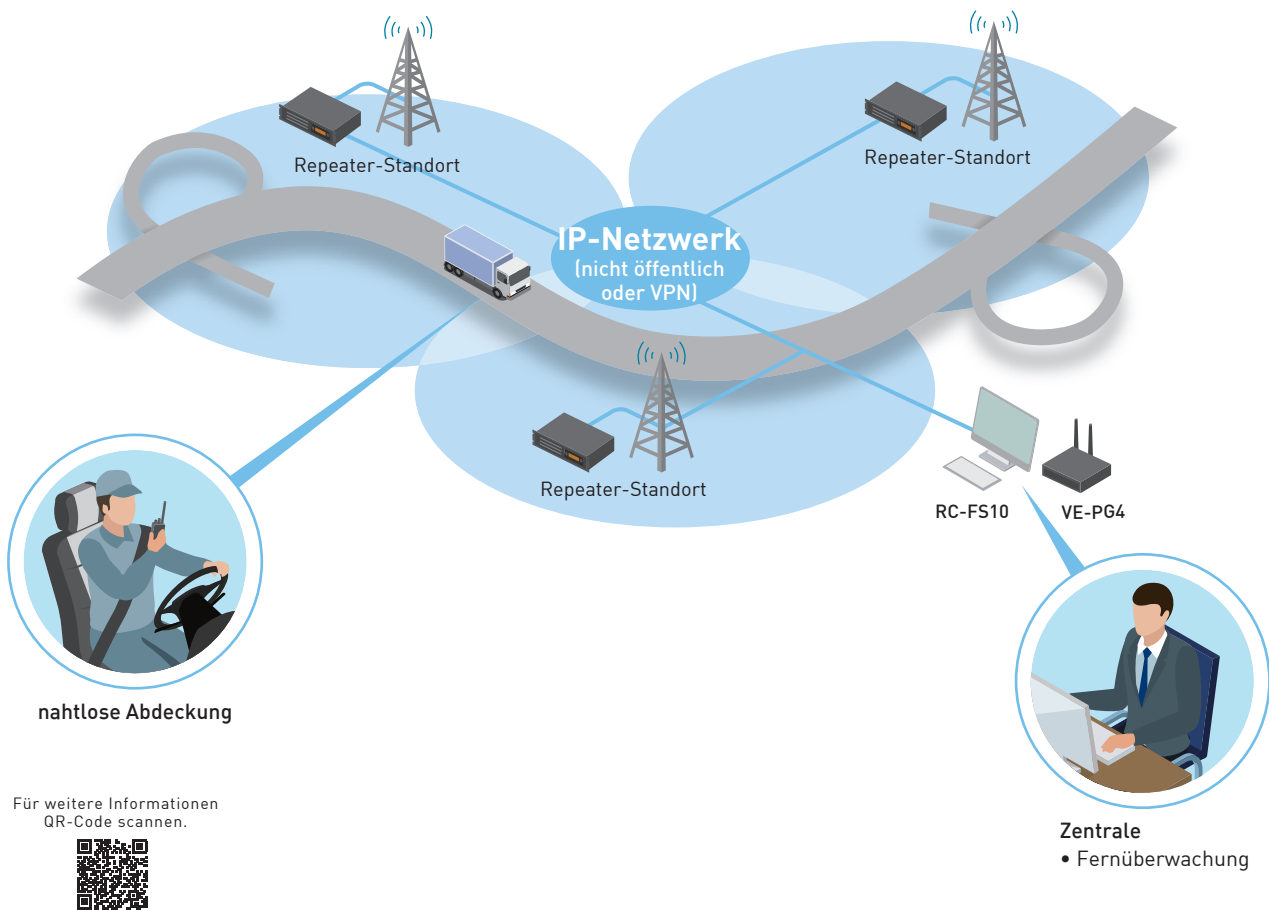 Repeater-Standort
Repeater-Standort
IP-Netzwerk
(nicht öffentlich
oder VPN)
Repeater-Standort
RC-FS10
VE-PG4
nahtlose Abdeckung
Für weitere Informationen
QR-Code scannen.
Zentrale
• Fernüberwachung